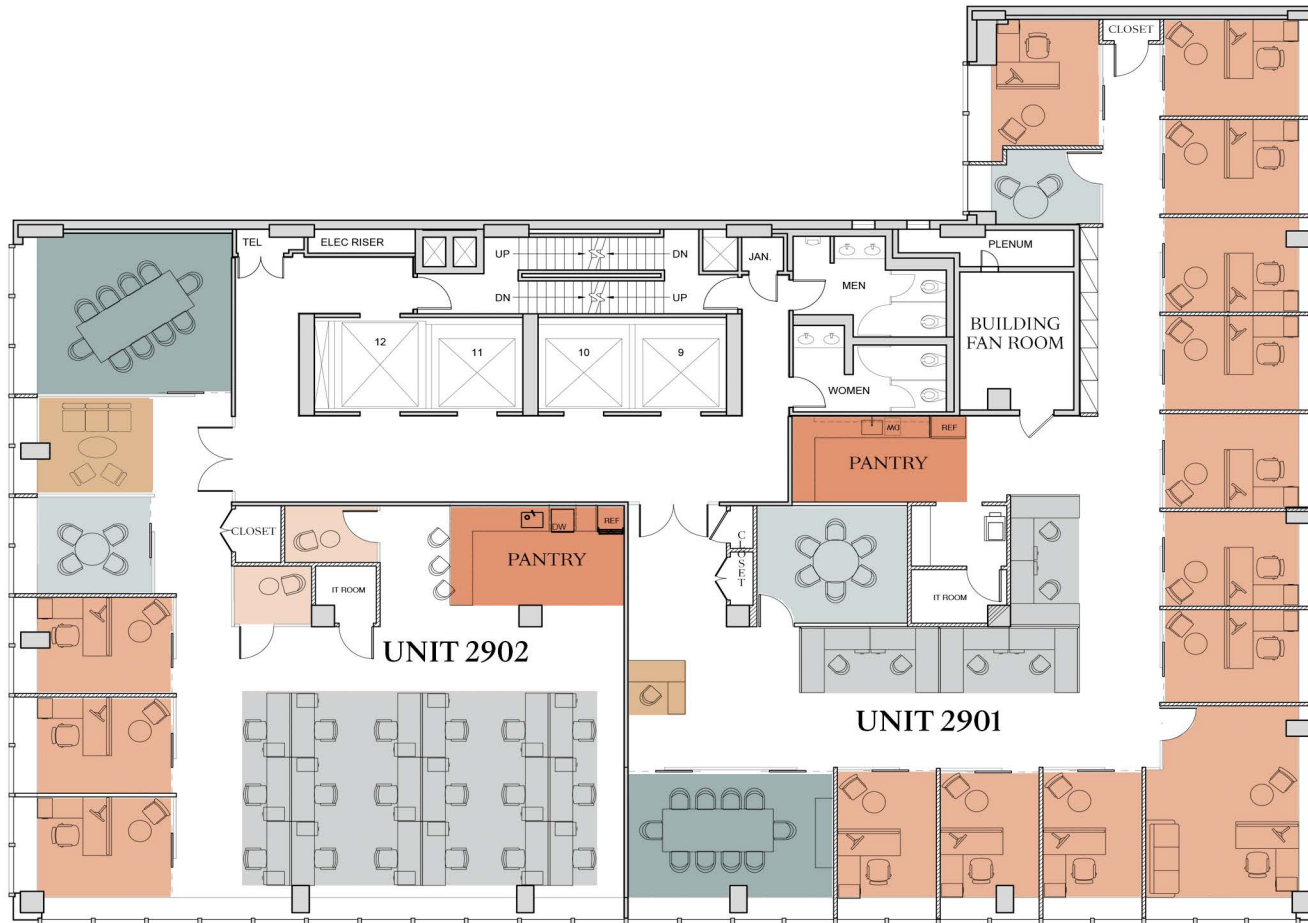 CLOSET
TEL
ELEC RISER
UP
DN
DN
UP
JAN.
MEN
PLENUM
BUILDING
FAN ROOM
12
11
10
9
WOMEN
DW
REF
PANTRY
CLOSET
DW
REF
PANTRY
CLOSET
IT ROOM
IT ROOM
UNIT 2902
UNIT 2901